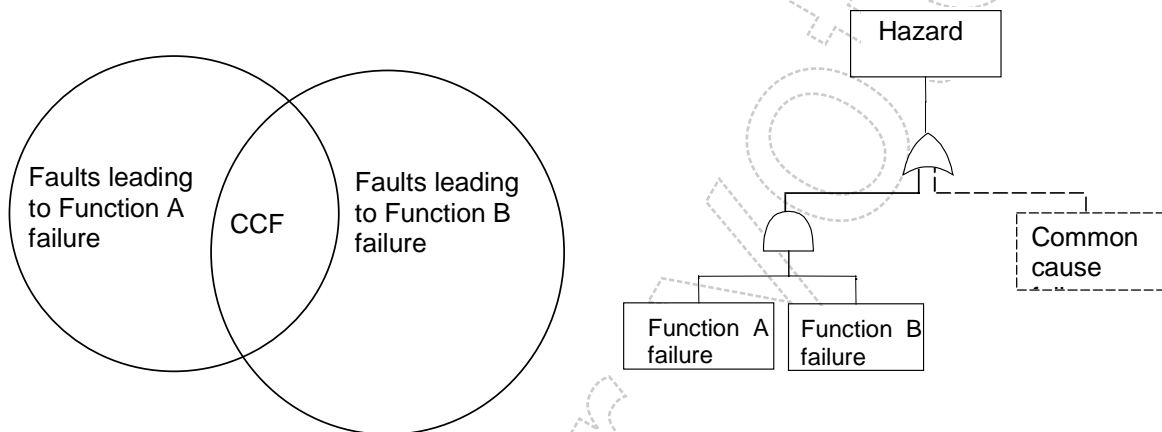 Faults leading
to Function A
failure
CCF
Faults leading
to Function B
failure
Hazard
Function A
failure
Function B
failure
Common
cause